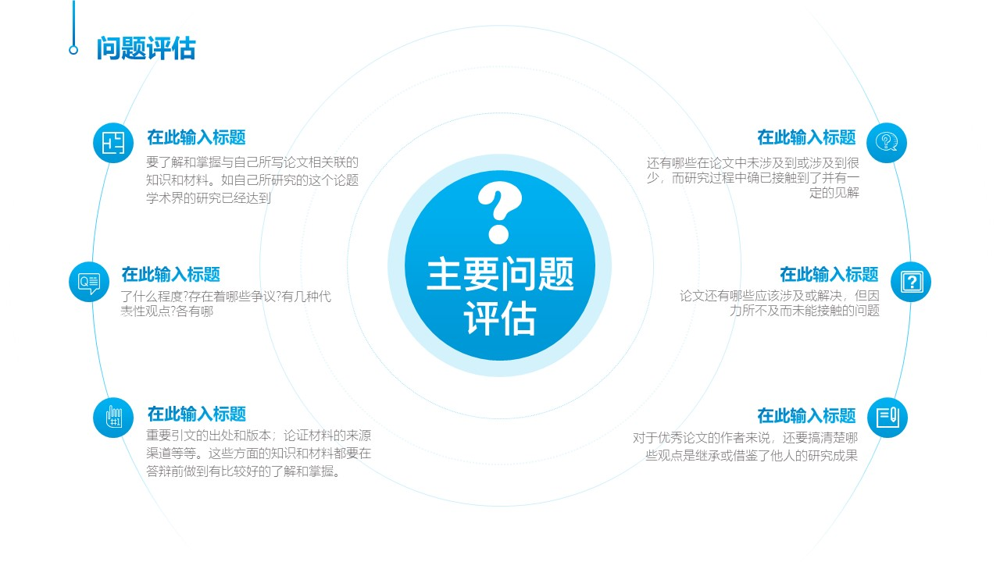 问题评估
在此输入标题
要了解和掌握与自己所写论文相关联的
知识和材料。如自己所研究的这个论题
学术界的研究已经达到
在此输入标题
了什么程度?存在着哪些争议?有几种代
表性观点?各有哪
在此输入标题
重要引文的出处和版本；论证材料的来源
渠道等等。这些方面的知识和材料都要在
答辩前做到有比较好的了解和掌握。
主要问题
评估
在此输入标题
还有哪些在论文中未涉及到或涉及到很
少，而研究过程中确已接触到了并有一
定的见解
在此输入标题
论文还有哪些应该涉及或解决，但因
力所不及而未能接触的问题
在此输入标题
对于优秀论文的作者来说，还要搞清楚哪
些观点是继承或借鉴了他人的研究成果
Q
#1